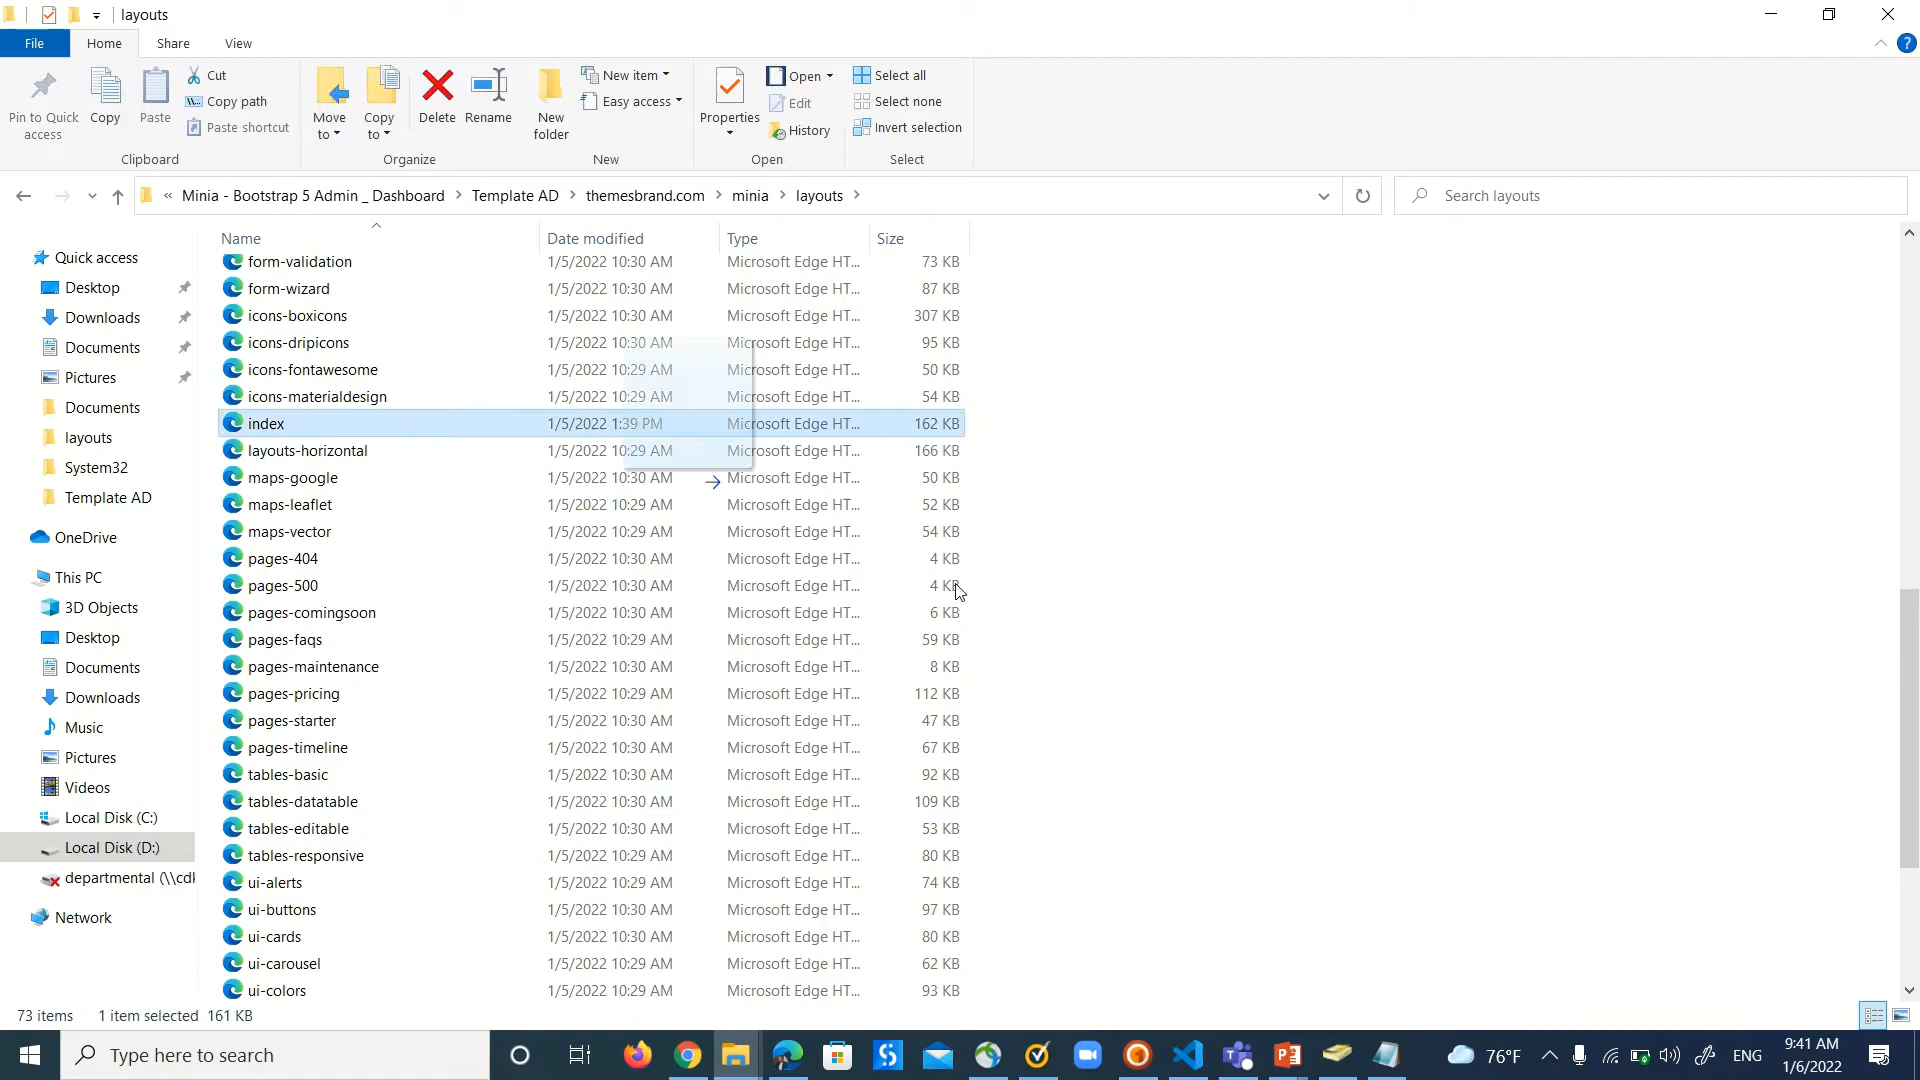 layouts
File Home Share View
Pin to Quick access
Copy
Paste
Cut
Copy path
Paste shortcut
Clipboard
Move to
Copy to
Delete
Rename
Organize
New folder
New item
Easy access
New
Properties
Open
Edit
History
Open
Select all
Select none
Invert selection
Select
« Minia - Bootstrap 5 Admin _ Dashboard > Template AD > themesbrand.com > minia > layouts >
Search layouts
Quick access
Desktop
Downloads
Documents
Pictures
Documents
layouts
System32
Template AD
OneDrive
This PC
3D Objects
Desktop
Documents
Downloads
Music
Pictures
Videos
Local Disk (C:)
Local Disk (D:)
departmental (\\cdl
Network
Name Date modified Type Size
form-validation 1/5/2022 10:30 AM Microsoft Edge HT... 73 KB
form-wizard 1/5/2022 10:30 AM Microsoft Edge HT... 87 KB
icons-boxicons 1/5/2022 10:30 AM Microsoft Edge HT... 307 KB
icons-dripicons 1/5/2022 10:30 AM Microsoft Edge HT... 95 KB
icons-fontawesome 1/5/2022 10:29 AM Microsoft Edge HT... 50 KB
icons-materialdesign 1/5/2022 10:29 AM Microsoft Edge HT... 54 KB
index 1/5/2022 1:39 PM Microsoft Edge HT... 162 KB
layouts-horizontal 1/5/2022 10:29 AM Microsoft Edge HT... 166 KB
maps-google 1/5/2022 10:30 AM Microsoft Edge HT... 50 KB
maps-leaflet 1/5/2022 10:29 AM Microsoft Edge HT... 52 KB
maps-vector 1/5/2022 10:29 AM Microsoft Edge HT... 54 KB
pages-404 1/5/2022 10:30 AM Microsoft Edge HT... 4 KB
pages-500 1/5/2022 10:30 AM Microsoft Edge HT... 4 KB
pages-comingsoon 1/5/2022 10:30 AM Microsoft Edge HT... 6 KB
pages-faqs 1/5/2022 10:29 AM Microsoft Edge HT... 59 KB
pages-maintenance 1/5/2022 10:30 AM Microsoft Edge HT... 8 KB
pages-pricing 1/5/2022 10:29 AM Microsoft Edge HT... 112 KB
pages-starter 1/5/2022 10:30 AM Microsoft Edge HT... 47 KB
pages-timeline 1/5/2022 10:30 AM Microsoft Edge HT... 67 KB
tables-basic 1/5/2022 10:30 AM Microsoft Edge HT... 92 KB
tables-datatable 1/5/2022 10:30 AM Microsoft Edge HT... 109 KB
tables-editable 1/5/2022 10:30 AM Microsoft Edge HT... 53 KB
tables-responsive 1/5/2022 10:29 AM Microsoft Edge HT... 80 KB
ui-alerts 1/5/2022 10:29 AM Microsoft Edge HT... 74 KB
ui-buttons 1/5/2022 10:30 AM Microsoft Edge HT... 97 KB
ui-cards 1/5/2022 10:30 AM Microsoft Edge HT... 80 KB
ui-carousel 1/5/2022 10:29 AM Microsoft Edge HT... 62 KB
ui-colors 1/5/2022 10:29 AM Microsoft Edge HT... 93 KB
73 items 1 item selected 161 KB
Type here to search
76°F
ENG
9:41 AM
1/6/2022